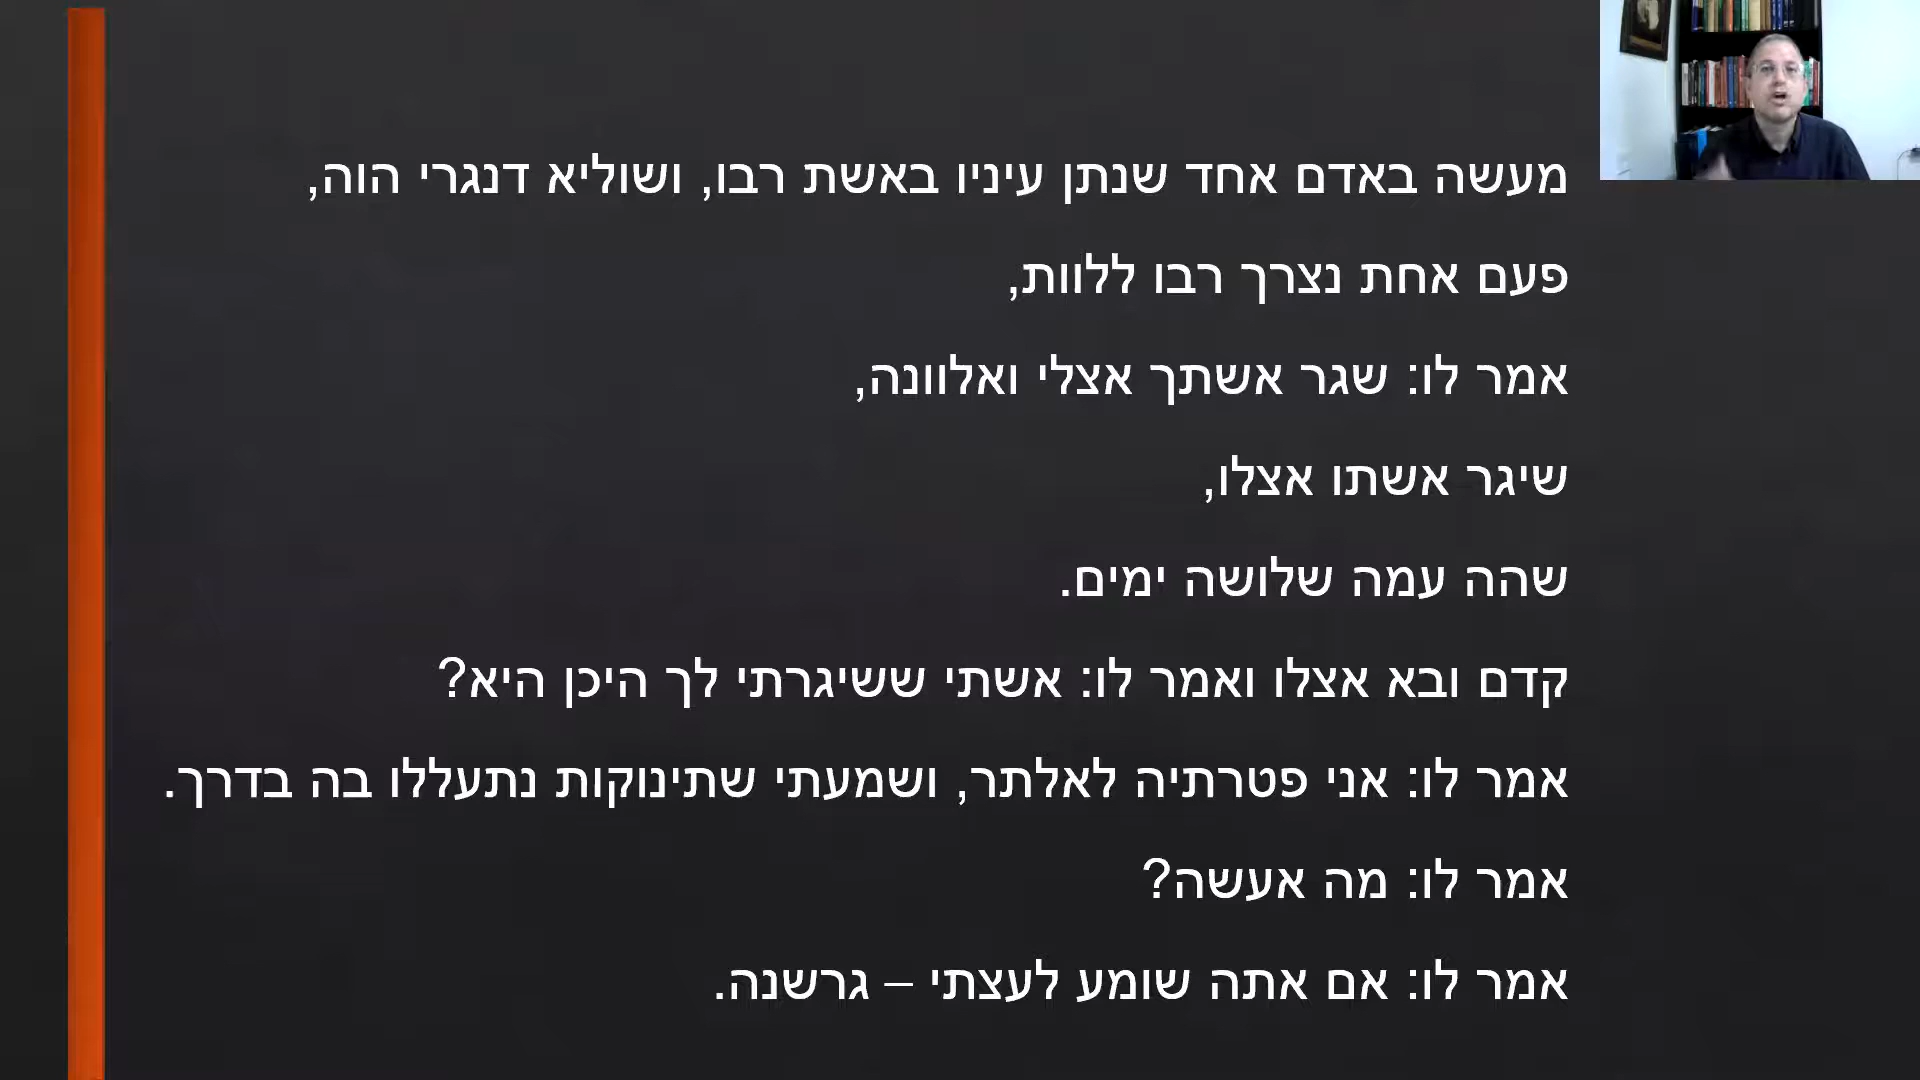 מעשה באדם אחד שנתן עיניו באשת רבו, ושוליא דנגרי הוה,
פעם אחת נצרך רבו ללוות,
אמר לו: שגר אשתך אצלי ואלוונה,
שיגר אשתו אצלו,
שהה עמה שלושה ימים.
קדם ובא אצלו ואמר לו: אשתי ששיגרתי לך היכן היא?
אמר לו: אני פטרתיה לאלתר, ושמעתי שתינוקות נתעללו בה בדרך.
אמר לו: מה אעשה?
אמר לו: אם אתה שומע לעצתי – גרשנה.